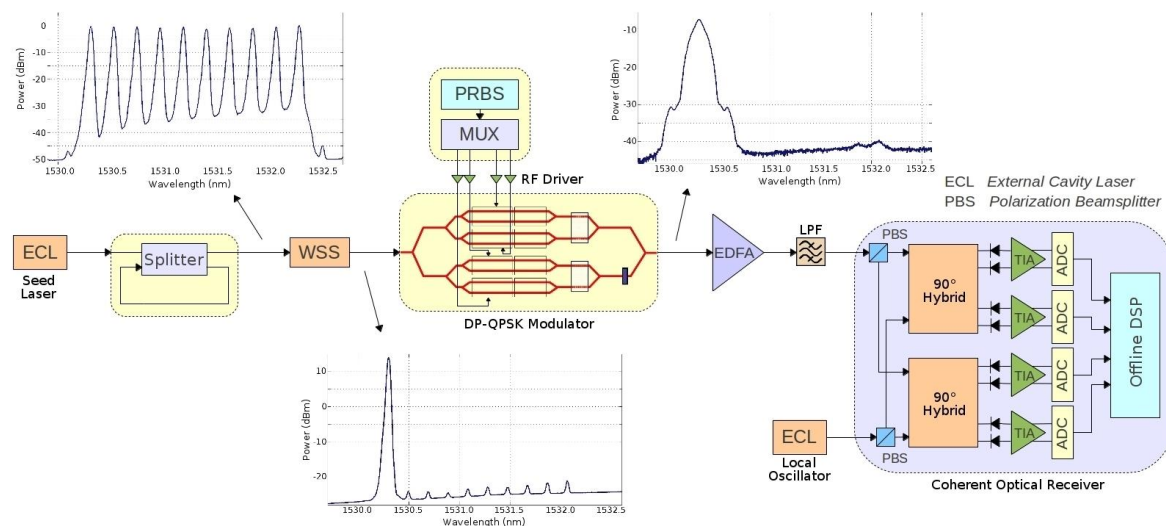 0
-10
-20
-30
-40
-50
Power (dBm)
1530.0
1530.5
1531.0
1531.5
1532.0
1532.5
Wavelength (nm)
PRBS
MUX
RF Driver
-10
-20
-30
-40
Power (dBm)
1530.0
1530.5
1531.0
1531.5
1532.0
1532.5
Wavelength (nm)
ECL External Cavity Laser
PBS Polarization Beamsplitter
ECL
Seed
Laser
Splitter
WSS
DP-QPSK Modulator
EDFA
LPF
PBS
90°
Hybrid
TIA
ADC
TIA
ADC
90°
Hybrid
TIA
ADC
TIA
ADC
Offline DSP
ECL
Local
Oscillator
PBS
Coherent Optical Receiver
10
0
-10
-20
Power (dBm)
1530.0
1530.5
1531.0
1531.5
1532.0
1532.5
Wavelength (nm)